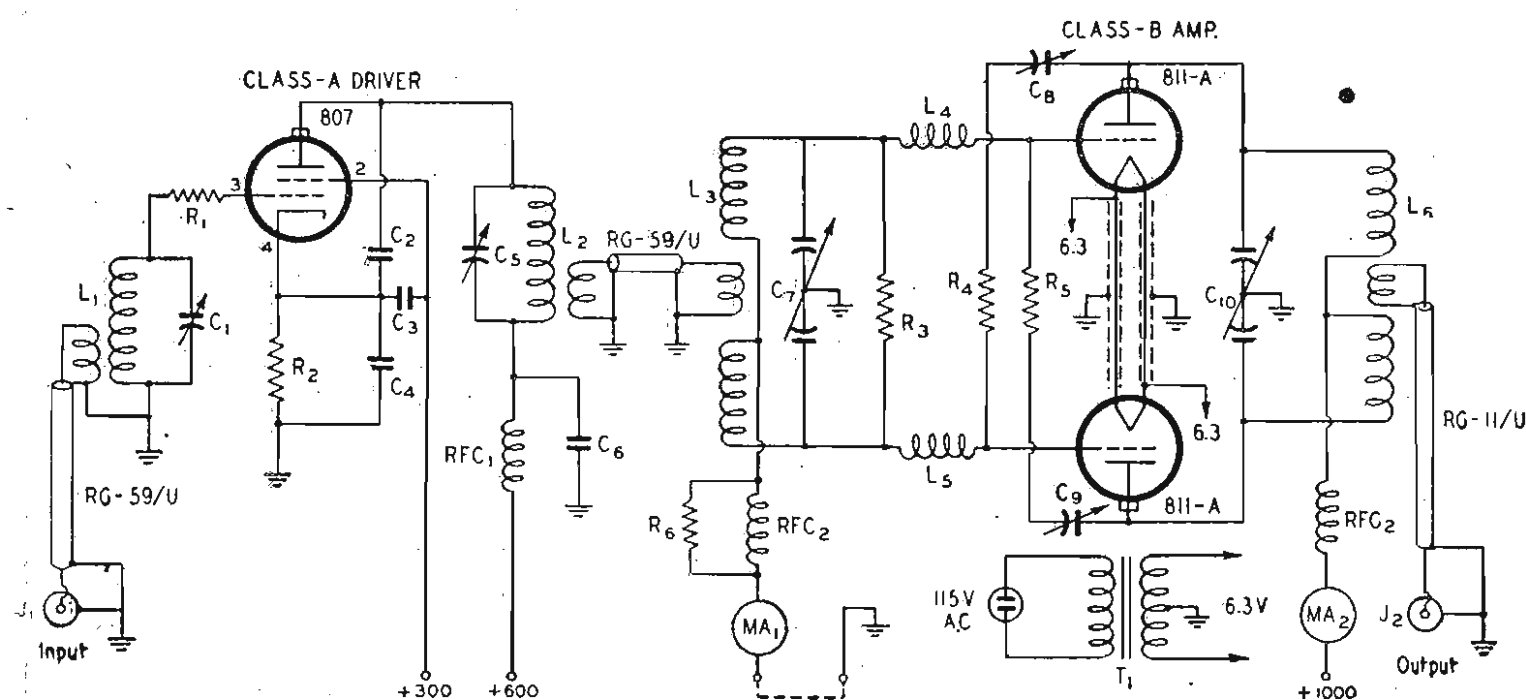 CLASS-A DRIVER
807
2
3
4
R1
L1
C1
R2
C2
C3
C4
RG-59/U
J1
Input
+300
C5
L2
RG-59/U
RFC1
C6
+600
L3
C7
R3
L4
L5
R6
RFC2
MA1
CLASS-B AMP.
C8
811-A
R4
R5
6.3
6.3
C9
811-A
C10
L6
RG-11/U
RFC2
MA2
J2
Output
+1000
115V
A.C
6.3V
T1